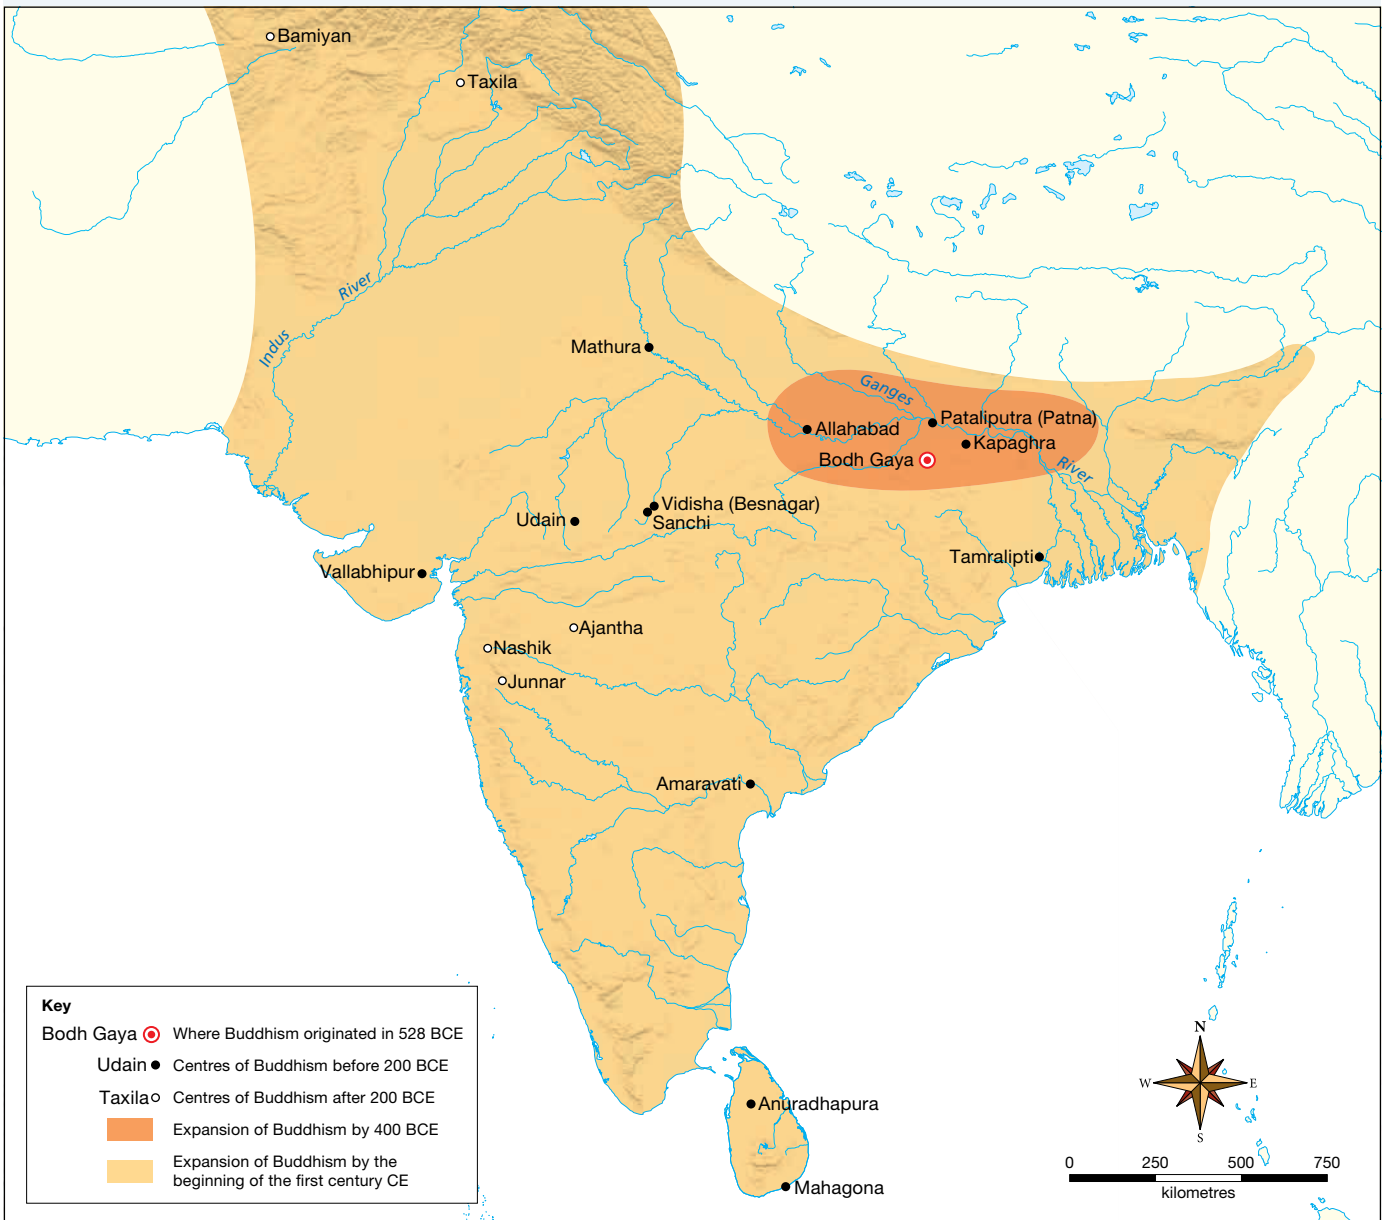 Bamiyan
Taxila
Indus
River
Mathura
Ganges
Pataliputra (Patna)
Allahabad
Kapaghra
Bodh Gaya
River
Vidisha (Besnagar)
Udain
Sanchi
Tamralipti
Vallabhipur
Ajantha
Nashik
Junnar
Amaravati
Anuradhapura
Mahagona
Key
Bodh Gaya Where Buddhism originated in 528 BCE
Udain Centres of Buddhism before 200 BCE
Taxila Centres of Buddhism after 200 BCE
Expansion of Buddhism by 400 BCE
Expansion of Buddhism by the
beginning of the first century CE
N
W E
S
0 250 500 750
kilometres